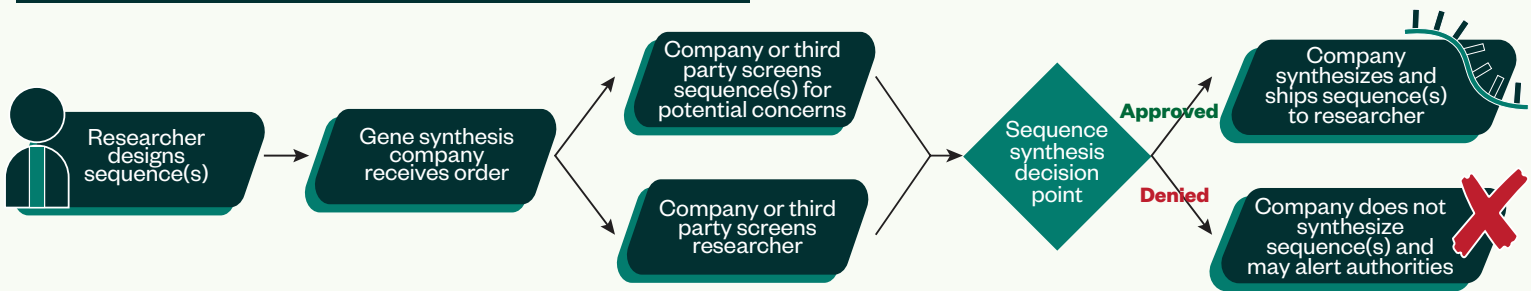 Researcher
designs
sequence(s)
Gene synthesis
company
receives order
Company or third
party screens
sequence(s) for
potential concerns
Company or third
party screens
researcher
Sequence
synthesis
decision
point
Approved
Denied
Company
synthesizes and
ships sequence(s)
to researcher
Company does not
synthesize
sequence(s) and
may alert authorities